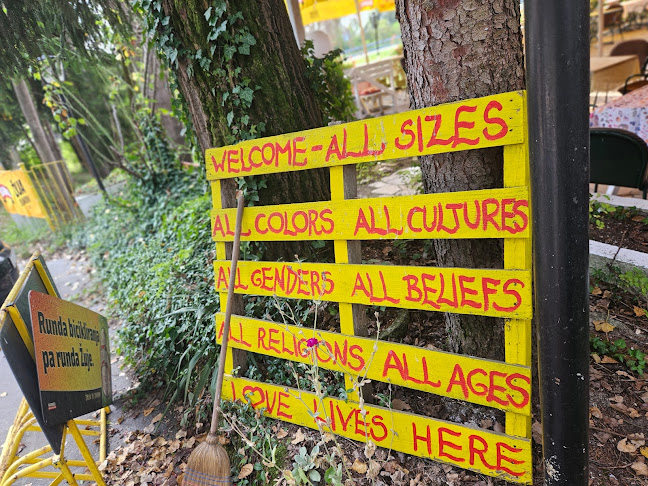 WELCOME-ALL SIZES
ALL COLORS ALL CULTURES
ALL GENDERS ALL BELIEFS
ALL RELIGIONS ALL AGES
LOVE LIVES HERE
Runda bicikliranja
pa runda Lige.